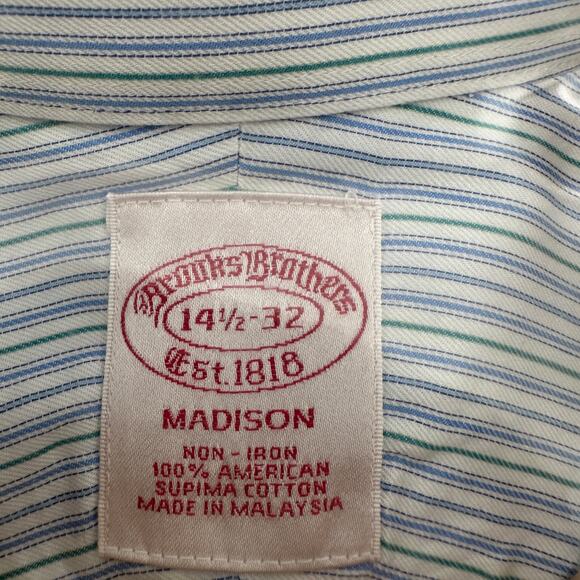 Brooks Brothers
14½-32
Est. 1818
MADISON
NON - IRON
100% AMERICAN
SUPIMA COTTON
MADE IN MALAYSIA